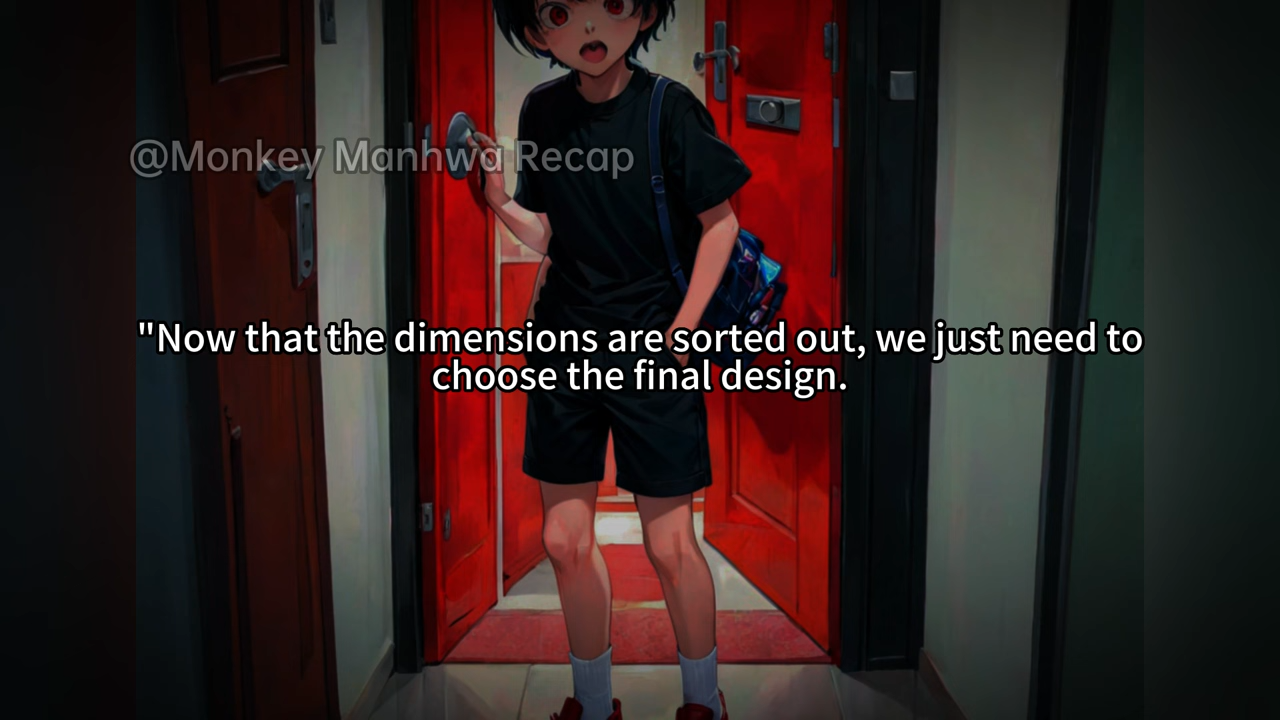 @Monkey Manhwa Recap
"Now that the dimensions are sorted out, we just need to
choose the final design.